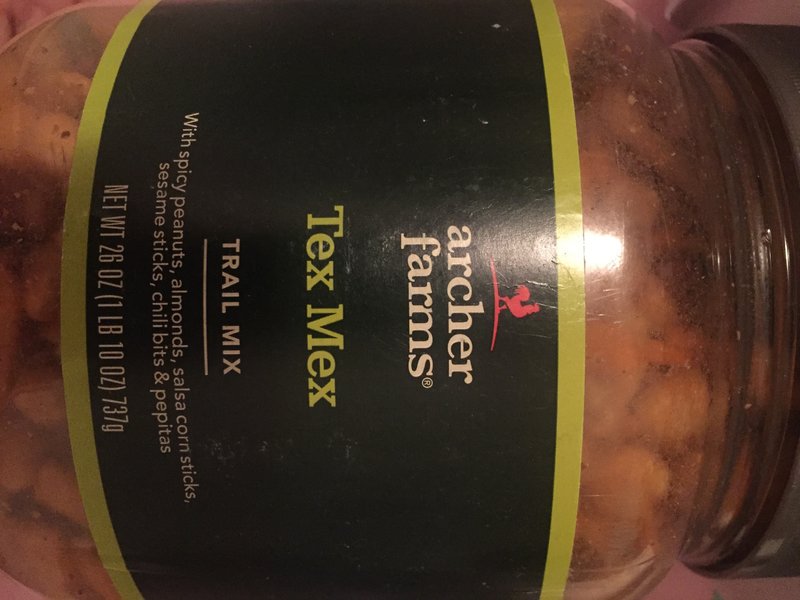 archer
farms®
Tex Mex
TRAIL MIX
With spicy peanuts, almonds, salsa corn sticks,
sesame sticks, chili bits & pepitas
NET WT 26 OZ (1 LB 10 OZ) 737g